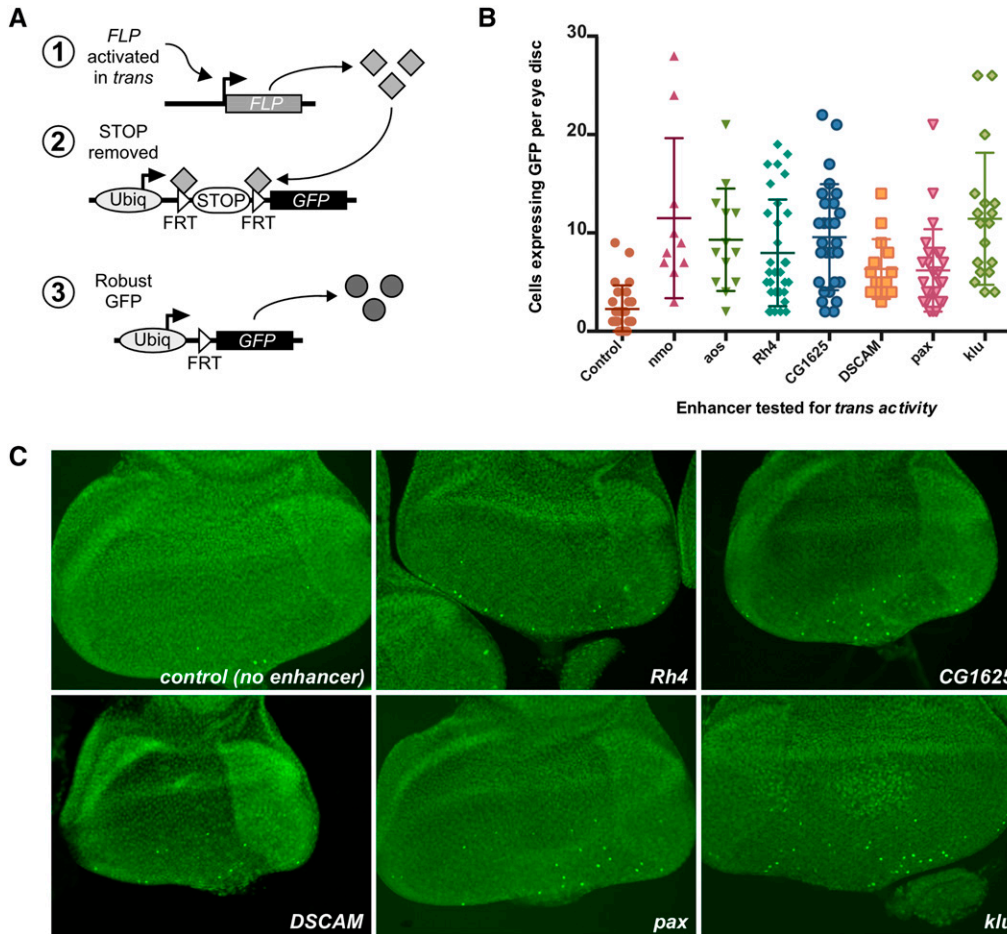 A
1
FLP
activated
in trans
FLP
2
STOP
removed
Ubiq
STOP
GFP
FRT
FRT
3
Robust
GFP
Ubiq
GFP
FRT
B
Cells expressing GFP per eye disc
30
20
10
0
Control
nmo
aos
Rh4
CG1625
DSCAM
pax
klu
Enhancer tested for trans activity
C
control (no enhancer)
Rh4
CG1625
DSCAM
pax
klu